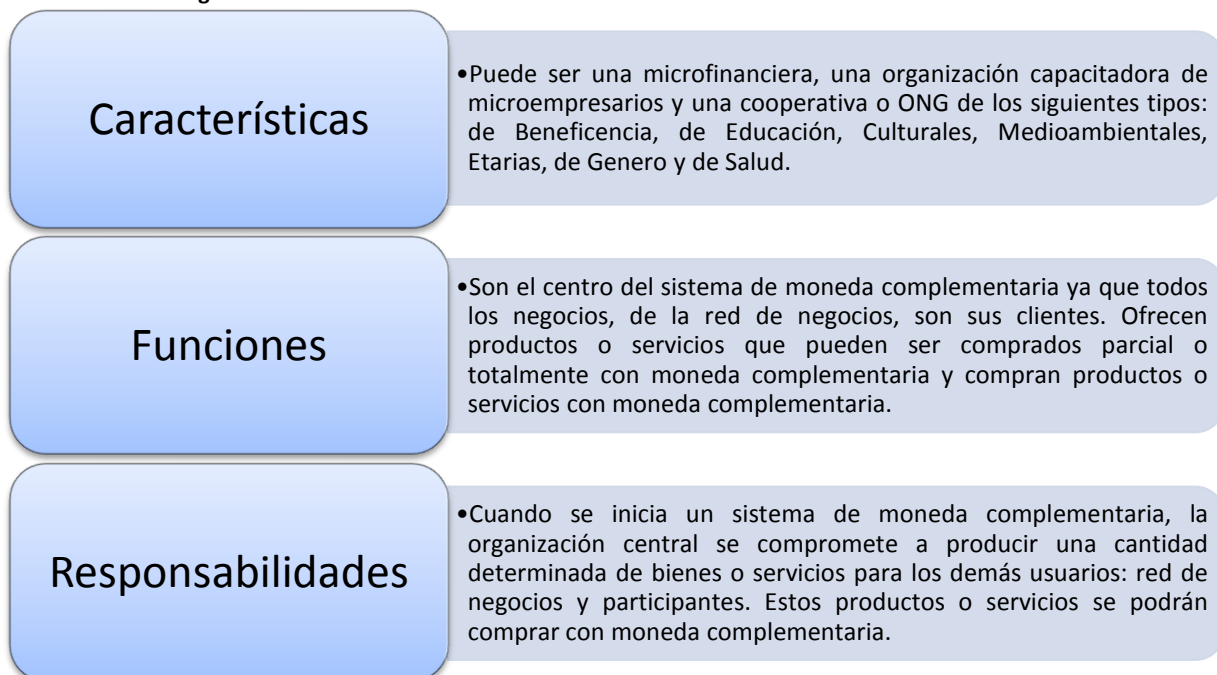 Características
•Puede ser una microfinanciera, una organización capacitadora de
microempresarios y una cooperativa o ONG de los siguientes tipos:
de Beneficencia, de Educación, Culturales, Medioambientales,
Etarias, de Genero y de Salud.
Funciones
•Son el centro del sistema de moneda complementaria ya que todos
los negocios, de la red de negocios, son sus clientes. Ofrecen
productos o servicios que pueden ser comprados parcial o
totalmente con moneda complementaria y compran productos o
servicios con moneda complementaria.
Responsabilidades
•Cuando se inicia un sistema de moneda complementaria, la
organización central se compromete a producir una cantidad
determinada de bienes o servicios para los demás usuarios: red de
negocios y participantes. Estos productos o servicios se podrán
comprar con moneda complementaria.